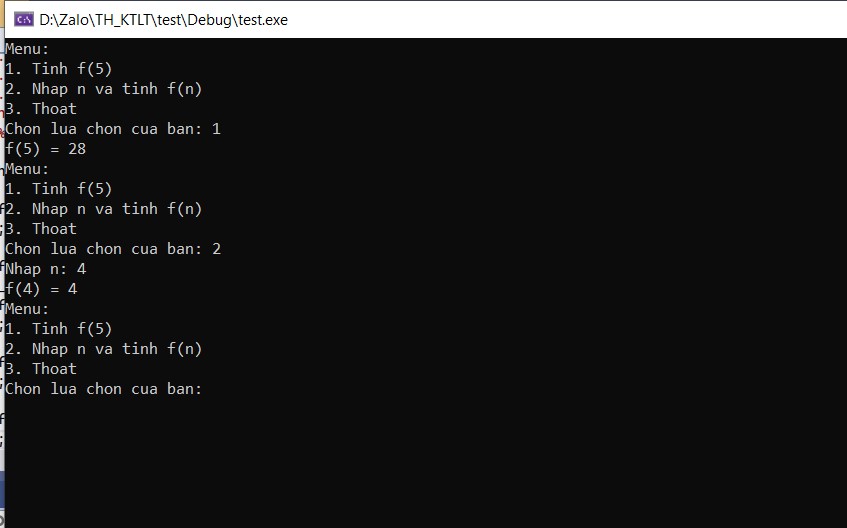 D:\Zalo\TH_KTLT\test\Debug\test.exe
Menu:
1. Tinh f(5)
2. Nhap n va tinh f(n)
3. Thoat
Chon lua chon cua ban: 1
f(5) = 28
Menu:
1. Tinh f(5)
2. Nhap n va tinh f(n)
3. Thoat
Chon lua chon cua ban: 2
Nhap n: 4
f(4) = 4
Menu:
1. Tinh f(5)
2. Nhap n va tinh f(n)
3. Thoat
Chon lua chon cua ban: